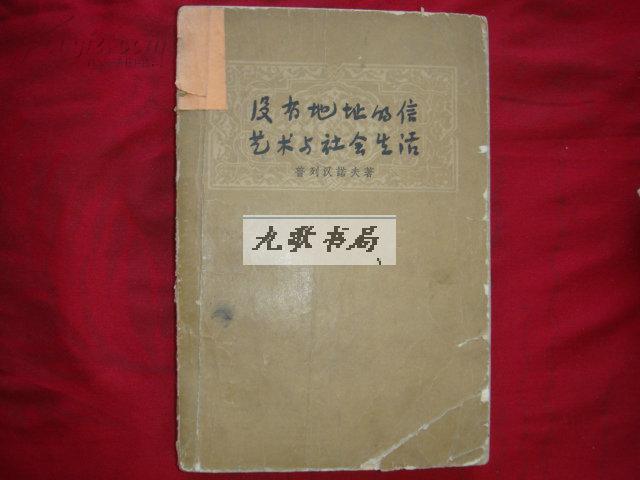 没有地址的信
艺术与社会生活
普列汉諾夫著
九歌书局